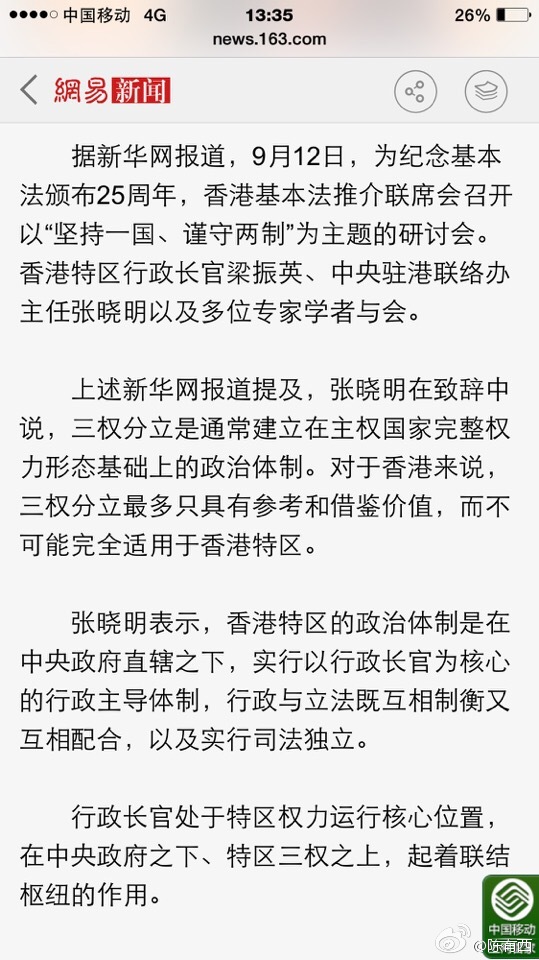 中国移动 4G 13:35 26%
news.163.com
網易新闻
据新华网报道，9月12日，为纪念基本
法颁布25周年，香港基本法推介联席会召开
以“坚持一国、谨守两制”为主题的研讨会。
香港特区行政长官梁振英、中央驻港联络办
主任张晓明以及多位专家学者与会。
上述新华网报道提及，张晓明在致辞中
说，三权分立是通常建立在主权国家完整权
力形态基础上的政治体制。对于香港来说，
三权分立最多只具有参考和借鉴价值，而不
可能完全适用于香港特区。
张晓明表示，香港特区的政治体制是在
中央政府直辖之下，实行以行政长官为核心
的行政主导体制，行政与立法既互相制衡又
互相配合，以及实行司法独立。
行政长官处于特区权力运行核心位置，
在中央政府之下、特区三权之上，起着联结
枢纽的作用。
中国移动
@陈有西